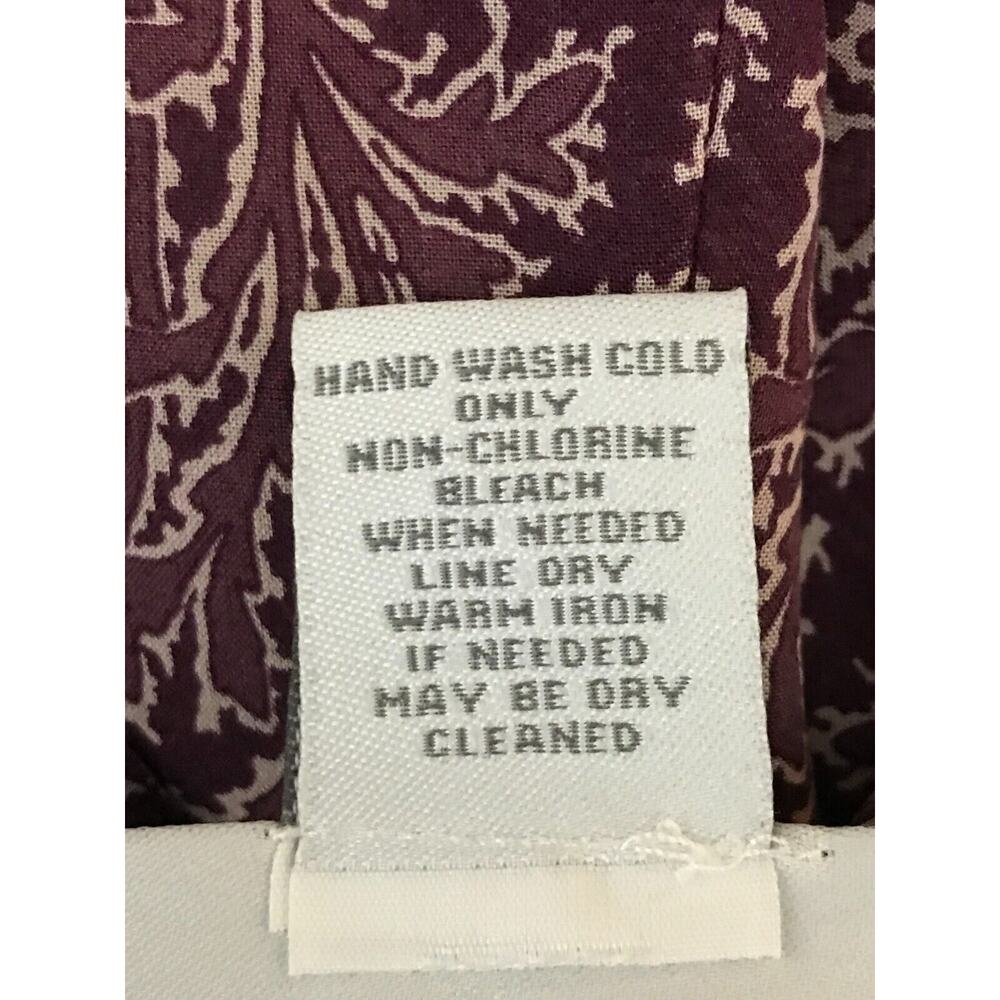 HAND WASH COLD
ONLY
NON-CHLORINE
BLEACH
WHEN NEEDED
LINE DRY
WARM IRON
IF NEEDED
MAY BE DRY
CLEANED